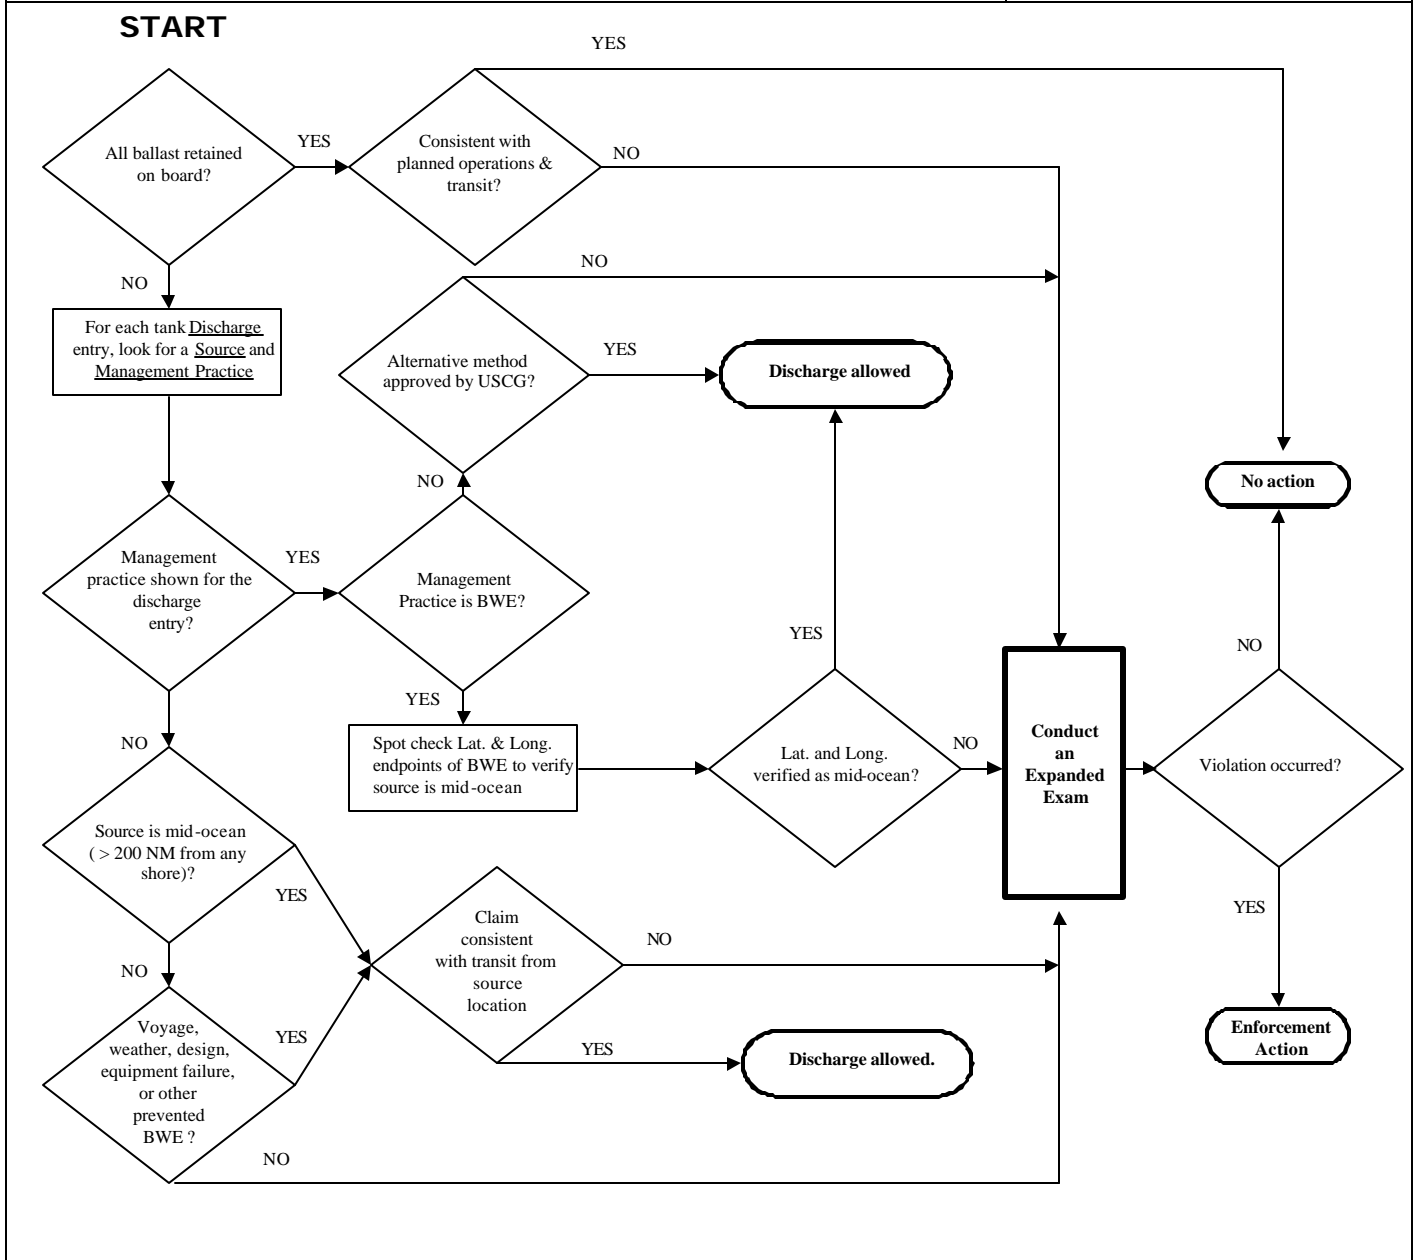 START
YES
All ballast retained
on board?
YES
Consistent with
planned operations &
transit?
NO
NO
NO
For each tank Discharge
entry, look for a Source and
Management Practice
Alternative method
approved by USCG?
YES
Discharge allowed
NO
No action
Management
practice shown for the
discharge
entry?
YES
Management
Practice is BWE?
YES
NO
YES
NO
Spot check Lat. & Long.
endpoints of BWE to verify
source is mid-ocean
Lat. and Long.
verified as mid-ocean?
NO
Conduct
an
Expanded
Exam
Violation occurred?
Source is mid-ocean
( > 200 NM from any
shore)?
YES
Claim
consistent
with transit from
source
location
NO
YES
NO
Voyage,
weather, design,
equipment failure,
or other
prevented
BWE ?
YES
YES
Discharge allowed.
Enforcement
Action
NO